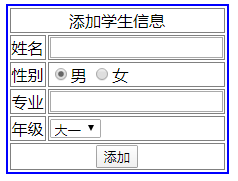 添加学生信息
姓名
性别 男 女
专业
年级 大一
添加